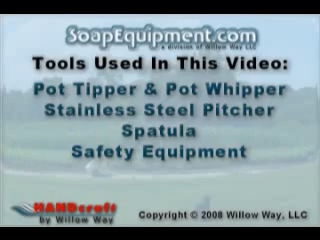 SoapEquipment.com
a division of Willow Way LLC
Tools Used In This Video:
Pot Tipper & Pot Whipper
Stainless Steel Pitcher
Spatula
Safety Equipment
HANDcraft
by Willow Way
Copyright © 2008 Willow Way, LLC